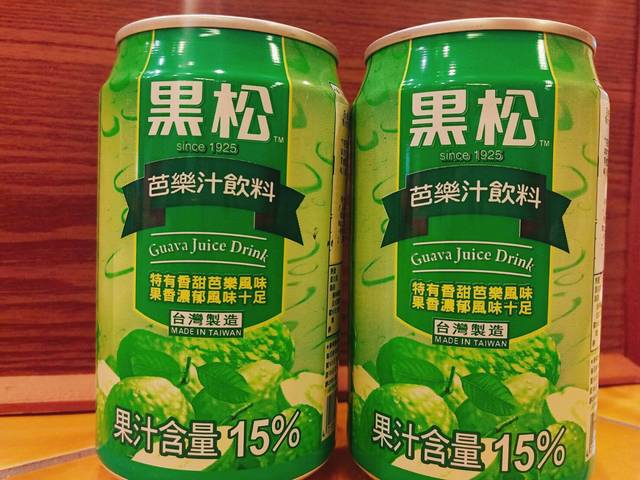 黑松™
since 1925
芭樂汁飲料
Guava Juice Drink
特有香甜芭樂風味
果香濃郁風味十足
台灣製造
MADE IN TAIWAN
果汁含量15%
黑松™
since 1925
芭樂汁飲料
Guava Juice Drink
特有香甜芭樂風味
果香濃郁風味十足
台灣製造
MADE IN TAIWAN
果汁含量15%